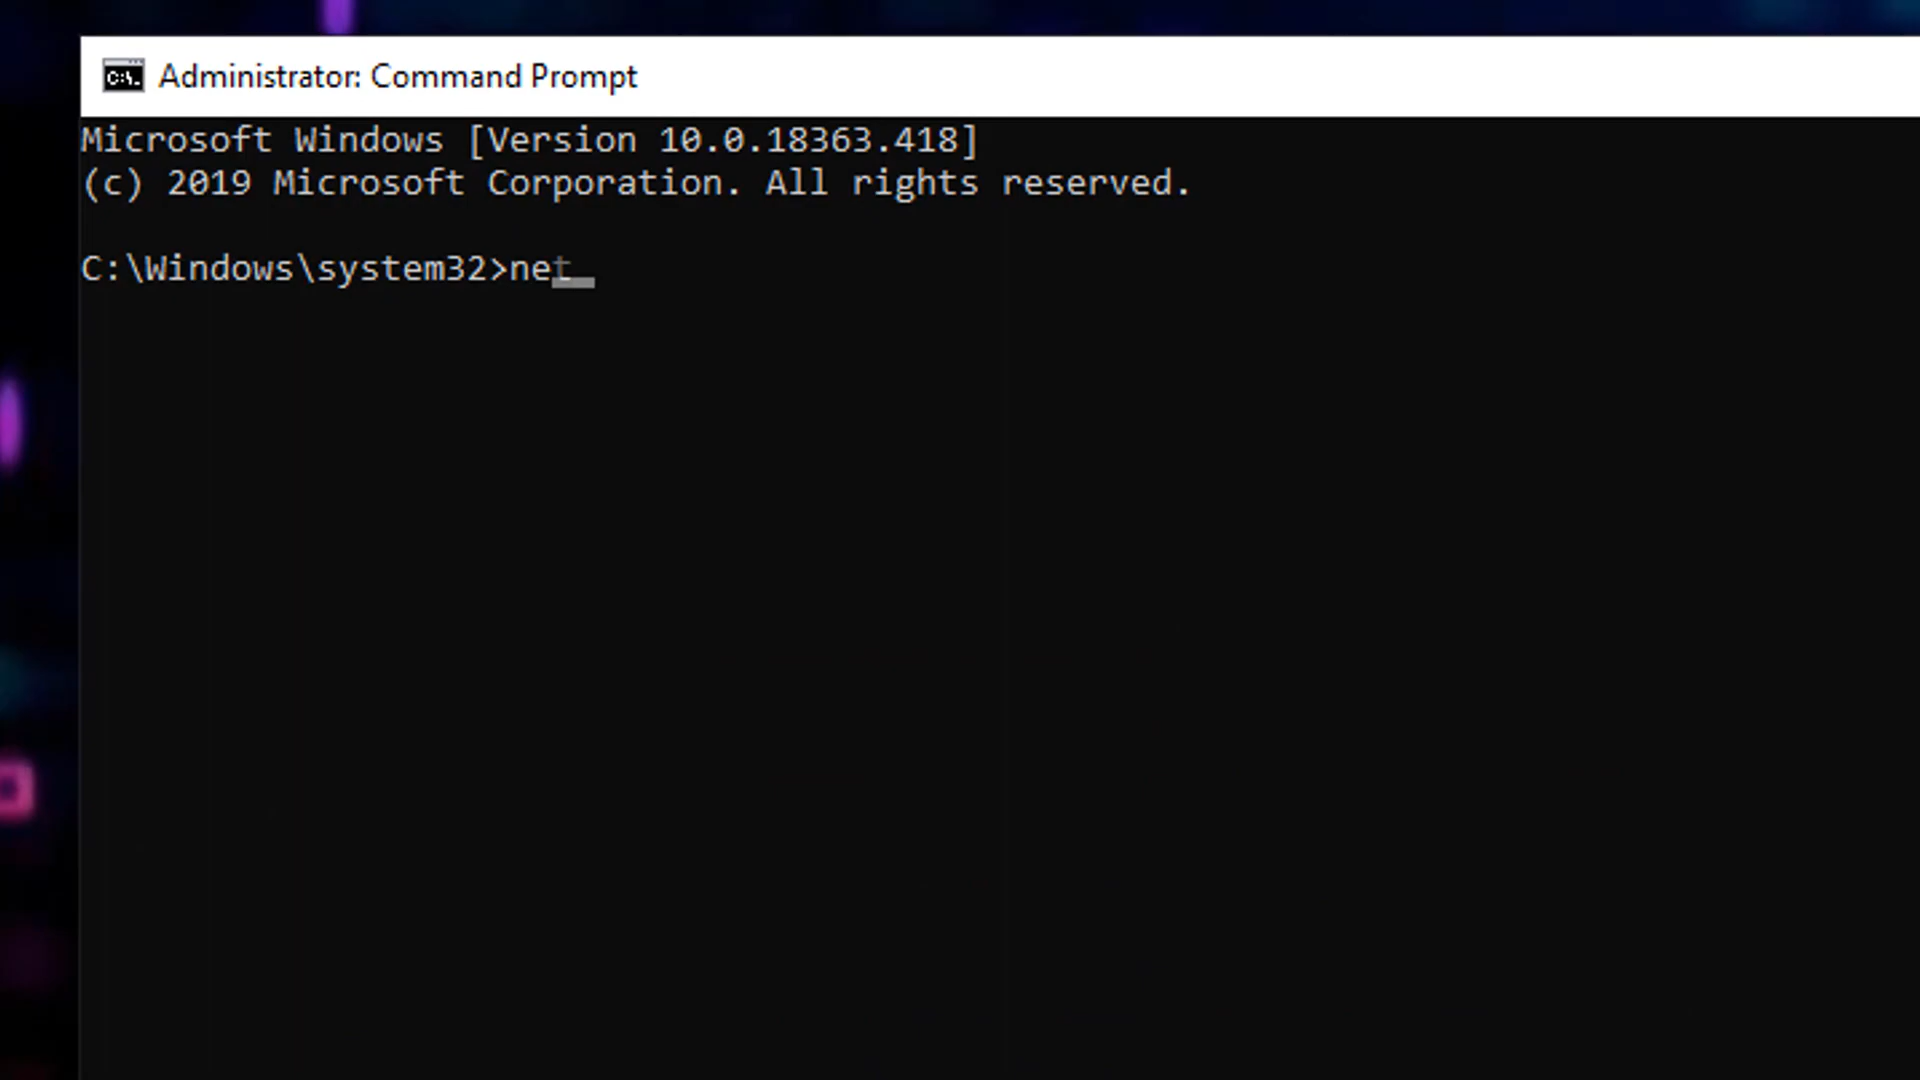 Administrator: Command Prompt
Microsoft Windows [Version 10.0.18363.418]
(c) 2019 Microsoft Corporation. All rights reserved.
C:\Windows\system32>net